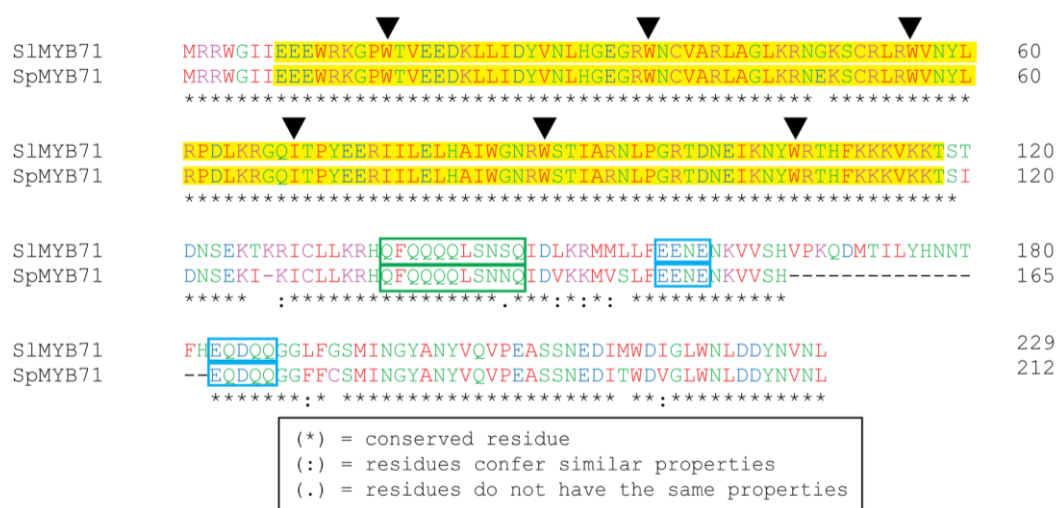 SlMYB71 MRRWGIIEEEWRKGPWTVEEDKLLIDYVNLHGEGRWNCVARLAGLKRNGKSCRLRWVNYL 60
SpMYB71 MRRWGIIEEEWRKGPWTVEEDKLLIDYVNLHGEGRWNCVARLAGLKRNEKSCRLRWVNYL 60
************************************************ ***********
SlMYB71 RPDLKRGQITPYEERIILELHAIWGNRWSTIARNLPGRTDNEIKNYWRTHFKKKVKKTST 120
SpMYB71 RPDLKRGQITPYEERIILELHAIWGNRWSTIARNLPGRTDNEIKNYWRTHFKKKVKKTSI 120
***********************************************************
SlMYB71 DNSEKTKRICLLKRHQFQQQQLSNSQIDLKRMMLLFEENENKVVSHVPKQDMTILYHNNT 180
SpMYB71 DNSEKI-KICLLKRHQFQQQQLSNNQIDVKKMVSLFEENENKVVSH-------------- 165
*****  :****************.***:*:*: ************
SlMYB71 FHEQDQQGGLFGSMINGYANYVQVPEASSNEDIMWDIGLWNLDDYNVNL 229
SpMYB71 --EQDQQGGFFCSMINGYANYVQVPEASSNEDITWDVGLWNLDDYNVNL 212
*******:* ********************* **:************
(*) = conserved residue
(:) = residues confer similar properties
(.) = residues do not have the same properties